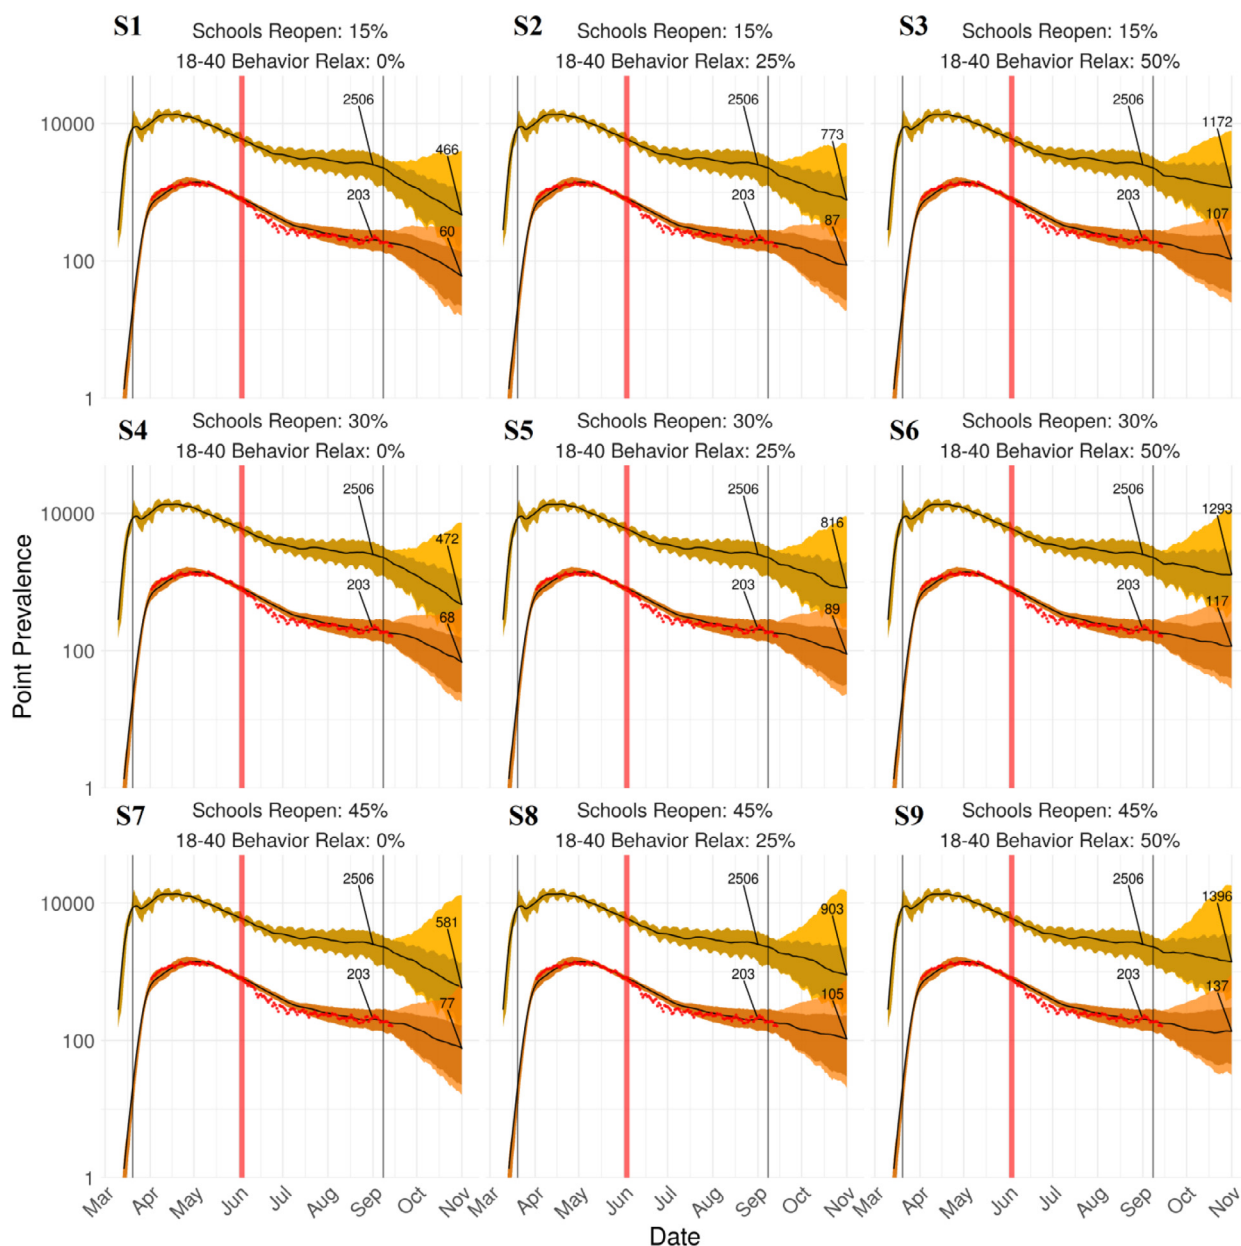 S1
Schools Reopen: 15%
18-40 Behavior Relax: 0%
S2
Schools Reopen: 15%
18-40 Behavior Relax: 25%
S3
Schools Reopen: 15%
18-40 Behavior Relax: 50%
10000
100
1
2506
466
203
60
2506
773
203
87
2506
1172
203
107
S4
Schools Reopen: 30%
18-40 Behavior Relax: 0%
S5
Schools Reopen: 30%
18-40 Behavior Relax: 25%
S6
Schools Reopen: 30%
18-40 Behavior Relax: 50%
Point Prevalence
10000
100
1
2506
472
203
68
2506
816
203
89
2506
1293
203
117
S7
Schools Reopen: 45%
18-40 Behavior Relax: 0%
S8
Schools Reopen: 45%
18-40 Behavior Relax: 25%
S9
Schools Reopen: 45%
18-40 Behavior Relax: 50%
10000
100
1
2506
581
203
77
2506
903
203
105
2506
1396
203
137
Mar Apr May Jun Jul Aug Sep Oct Nov
Mar Apr May Jun Jul Aug Sep Oct Nov
Mar Apr May Jun Jul Aug Sep Oct Nov
Date